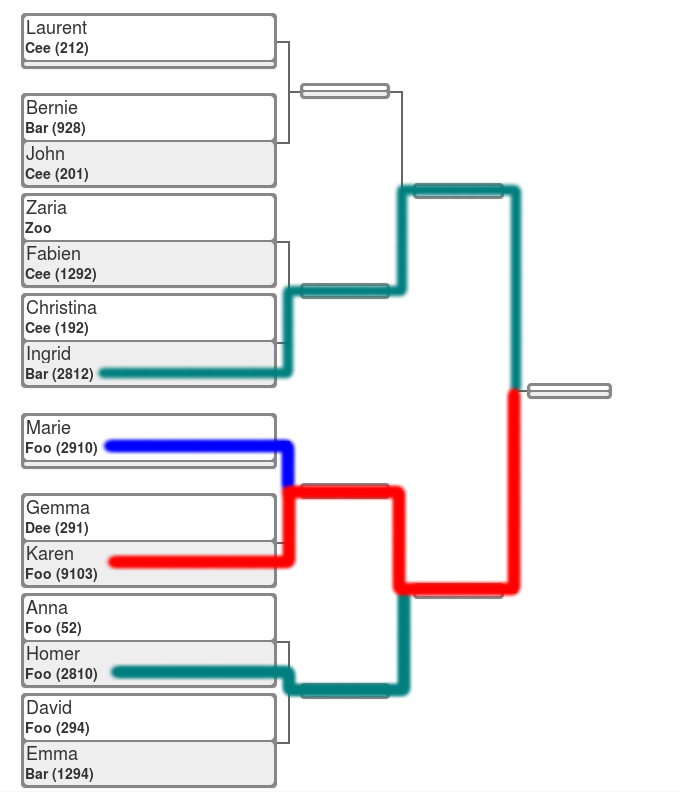 Laurent
Cee (212)
Bernie
Bar (928)
John
Cee (201)
Zaria
Zoo
Fabien
Cee (1292)
Christina
Cee (192)
Ingrid
Bar (2812)
Marie
Foo (2910)
Gemma
Dee (291)
Karen
Foo (9103)
Anna
Foo (52)
Homer
Foo (2810)
David
Foo (294)
Emma
Bar (1294)